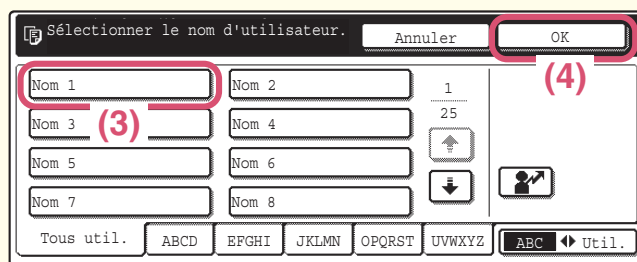 Sélectionner le nom d'utilisateur.
Annuler
OK
(4)
Nom 1
Nom 2
1
25
(3)
Nom 3
Nom 4
Nom 5
Nom 6
Nom 7
Nom 8
Tous util.
ABCD
EFGHI
JKLMN
OPQRST
UVWXYZ
ABC
Util.